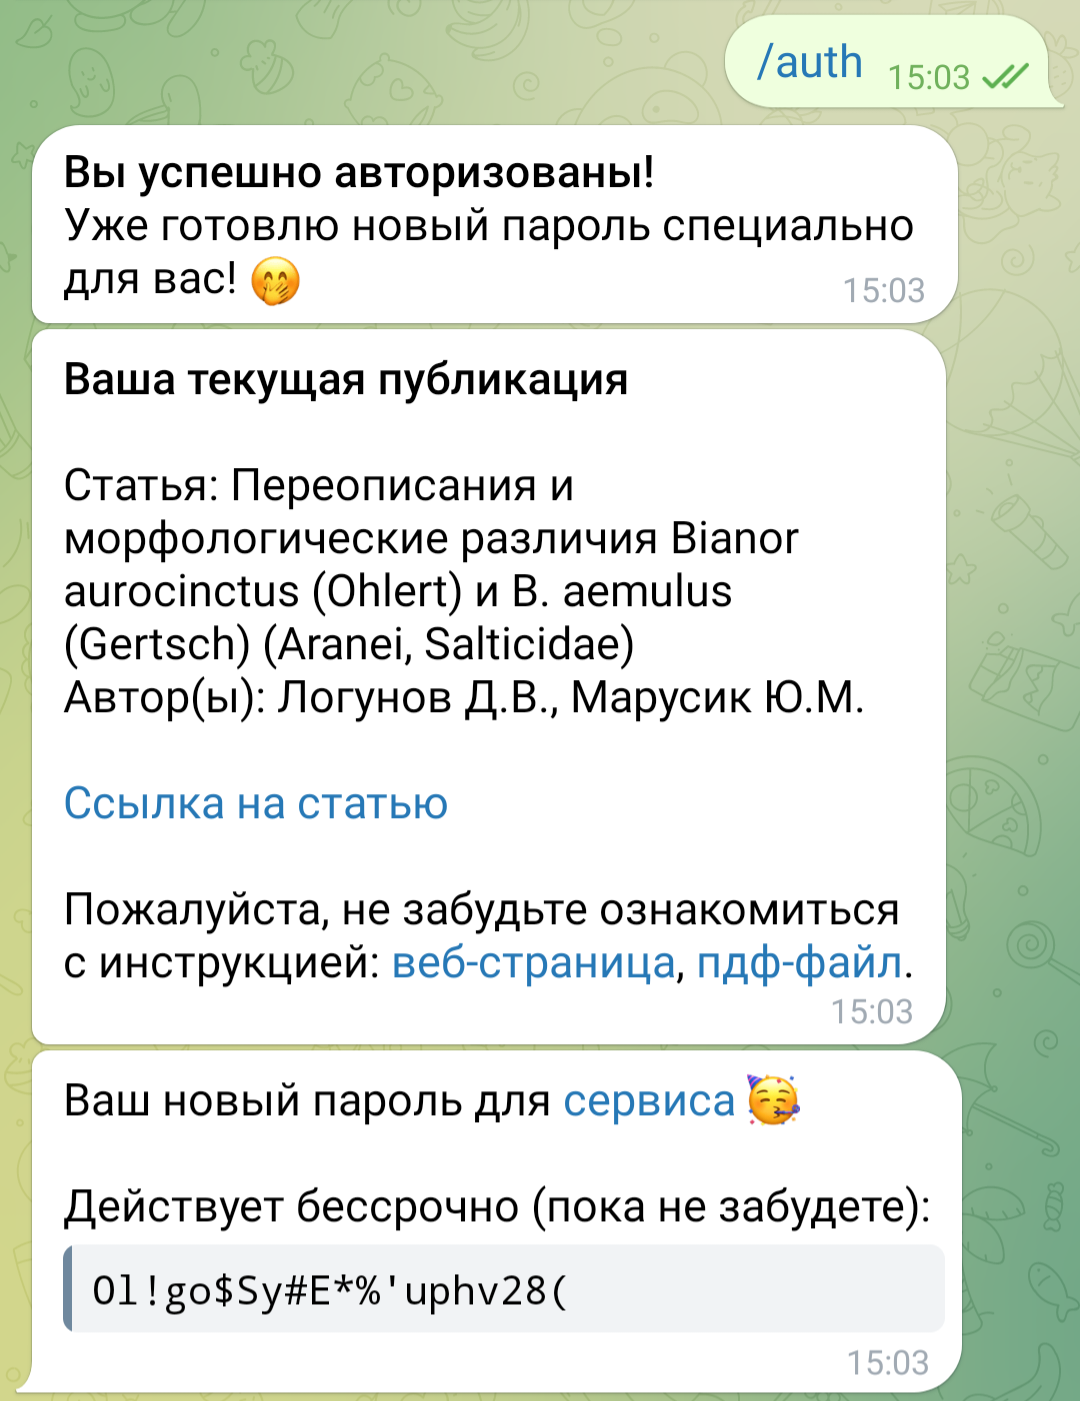 /auth 15:03
Вы успешно авторизованы!
Уже готовлю новый пароль специально
для вас! 🤭
15:03
Ваша текущая публикация
Статья: Переописания и
морфологические различия Bianor
aurocinctus (Ohlert) и B. aemulus
(Gertsch) (Aranei, Salticidae)
Автор(ы): Логунов Д.В., Марусик Ю.М.
Ссылка на статью
Пожалуйста, не забудьте ознакомиться
с инструкцией: веб-страница, пдф-файл.
15:03
Ваш новый пароль для сервиса 🥳
Действует бессрочно (пока не забудете):
0l!go$Sy#E*%'uphv28(
15:03